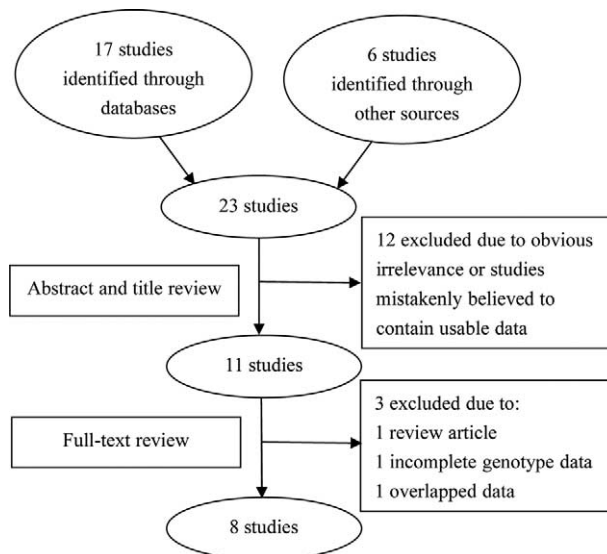 17 studies
identified through
databases
6 studies
identified through
other sources
23 studies
12 excluded due to obvious
irrelevance or studies
mistakenly believed to
contain usable data
Abstract and title review
11 studies
3 excluded due to:
1 review article
1 incomplete genotype data
1 overlapped data
Full-text review
8 studies